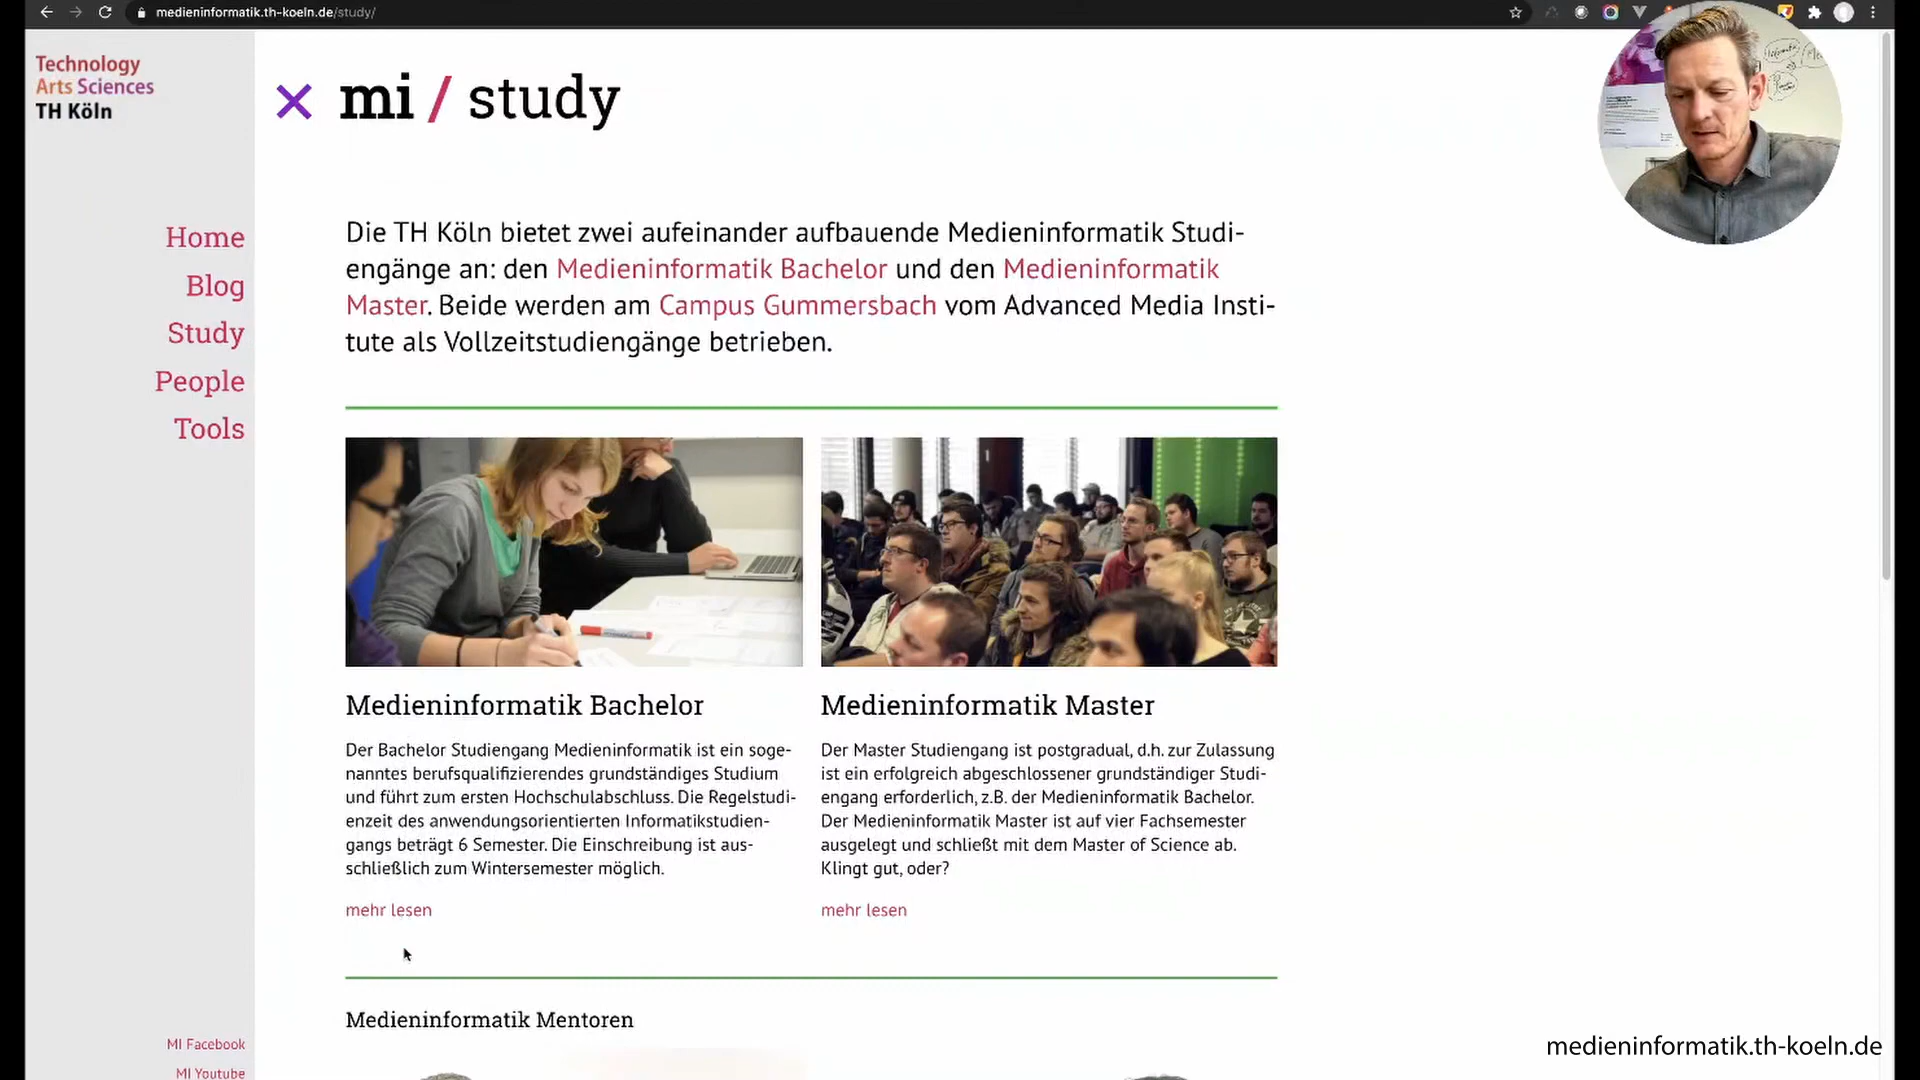 medieninformatik.th-koeln.de/study/
Technology
Arts Sciences
TH Köln
mi / study
Home
Blog
Study
People
Tools
Die TH Köln bietet zwei aufeinander aufbauende Medieninformatik Studi-
engänge an: den Medieninformatik Bachelor und den Medieninformatik
Master. Beide werden am Campus Gummersbach vom Advanced Media Insti-
tute als Vollzeitstudiengänge betrieben.
Medieninformatik Bachelor
Der Bachelor Studiengang Medieninformatik ist ein soge-
nanntes berufsqualifizierendes grundständiges Studium
und führt zum ersten Hochschulabschluss. Die Regelstudi-
enzeit des anwendungsorientierten Informatikstudien-
gangs beträgt 6 Semester. Die Einschreibung ist aus-
schließlich zum Wintersemester möglich.
mehr lesen
Medieninformatik Master
Der Master Studiengang ist postgradual, d.h. zur Zulassung
ist ein erfolgreich abgeschlossener grundständiger Studi-
engang erforderlich, z.B. der Medieninformatik Bachelor.
Der Medieninformatik Master ist auf vier Fachsemester
ausgelegt und schließt mit dem Master of Science ab.
Klingt gut, oder?
mehr lesen
Medieninformatik Mentoren
MI Facebook
MI Youtube
medieninformatik.th-koeln.de